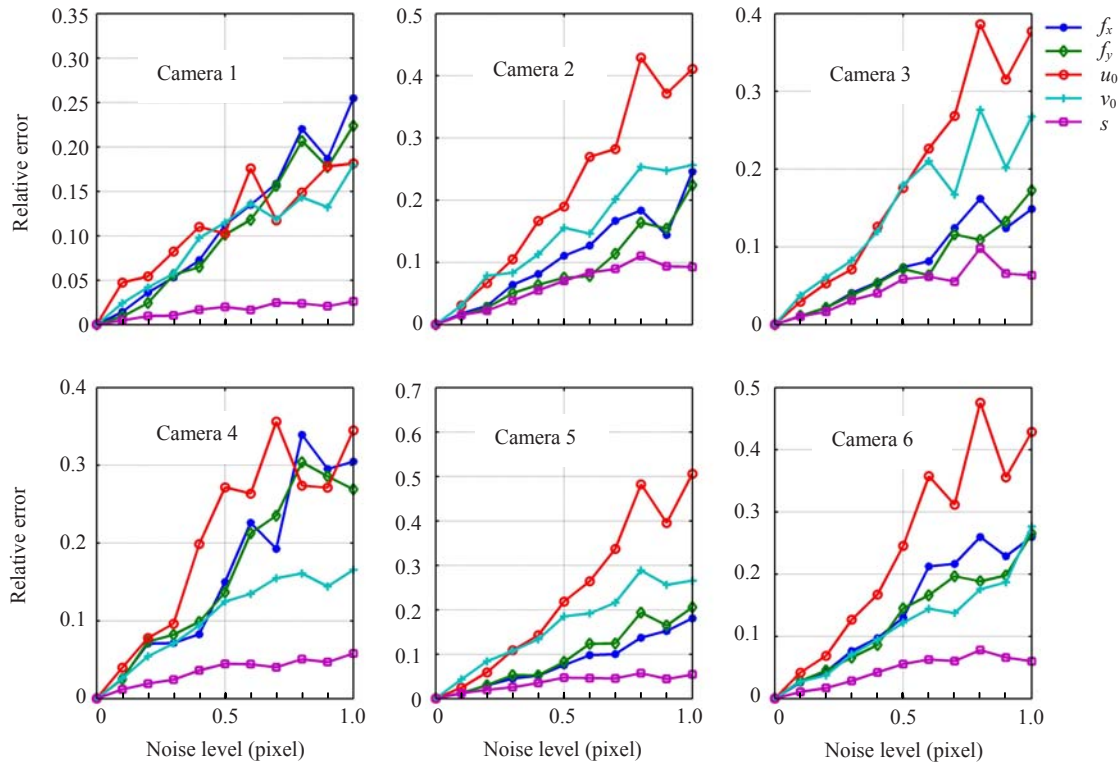 0.35
0.30
0.25
0.20
0.15
0.10
0.05
0
Relative error
Camera 1
0.5
0.4
0.3
0.2
0.1
0
Camera 2
0.4
0.3
0.2
0.1
0
Camera 3
fx
fy
u0
v0
s
0.4
0.3
0.2
0.1
0
Relative error
Camera 4
0 0.5 1.0
Noise level (pixel)
0.7
0.6
0.5
0.4
0.3
0.2
0.1
0
Camera 5
0 0.5 1.0
Noise level (pixel)
0.5
0.4
0.3
0.2
0.1
0
Camera 6
0 0.5 1.0
Noise level (pixel)